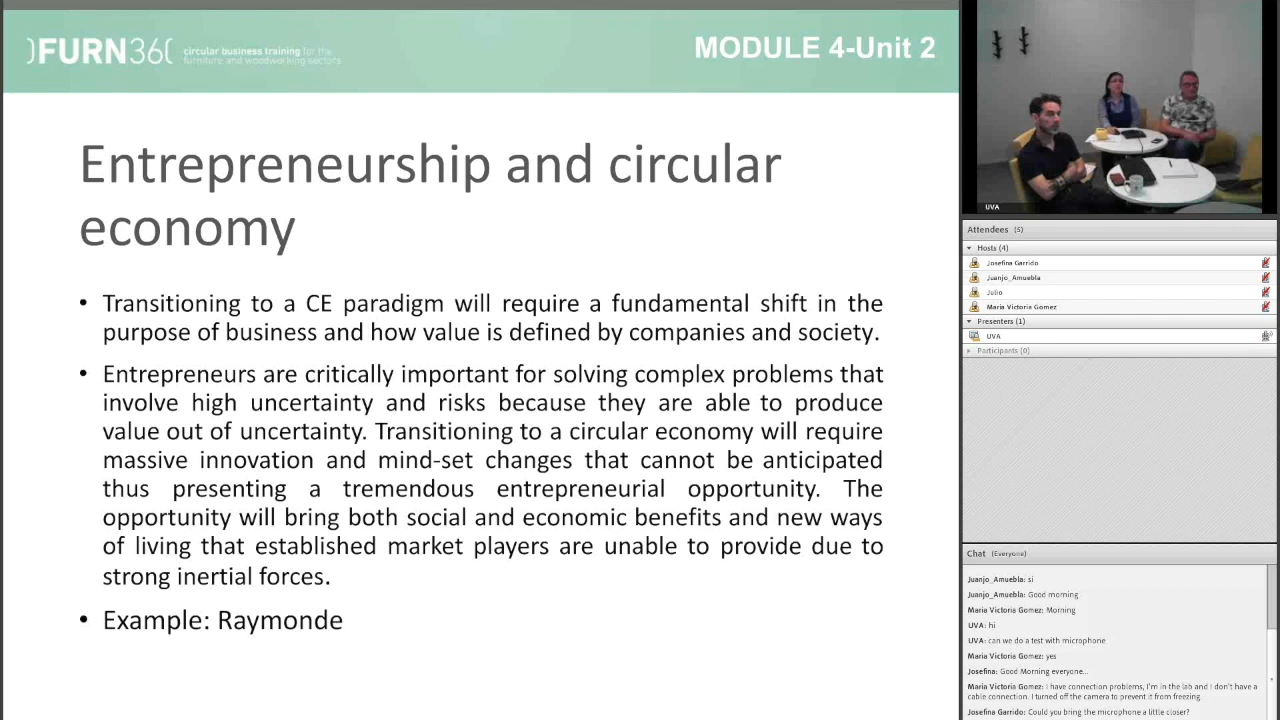 )FURN36(
circular business training for the
furniture and woodworking sectors
MODULE 4-Unit 2
Entrepreneurship and circular
economy
• Transitioning to a CE paradigm will require a fundamental shift in the
purpose of business and how value is defined by companies and society.
• Entrepreneurs are critically important for solving complex problems that
involve high uncertainty and risks because they are able to produce
value out of uncertainty. Transitioning to a circular economy will require
massive innovation and mind-set changes that cannot be anticipated
thus presenting a tremendous entrepreneurial opportunity. The
opportunity will bring both social and economic benefits and new ways
of living that established market players are unable to provide due to
strong inertial forces.
• Example: Raymonde
UVA
Attendees (5)
Hosts (4)
Josefina Garrido
Juanjo_Amuebla
Julio
Maria Victoria Gomez
Presenters (1)
UVA
Participants (0)
Chat (Everyone)
Juanjo_Amuebla: si
Juanjo_Amuebla: Good morning
Maria Victoria Gomez: Morning
UVA: hi
UVA: can we do a test with microphone
Maria Victoria Gomez: yes
Josefina: Good Morning everyone...
Maria Victoria Gomez: I have connection problems, I'm in the lab and I don't have a
cable connection. I turned off the camera to prevent it from freezing.
Josefina Garrido: Could you bring the microphone a little closer?